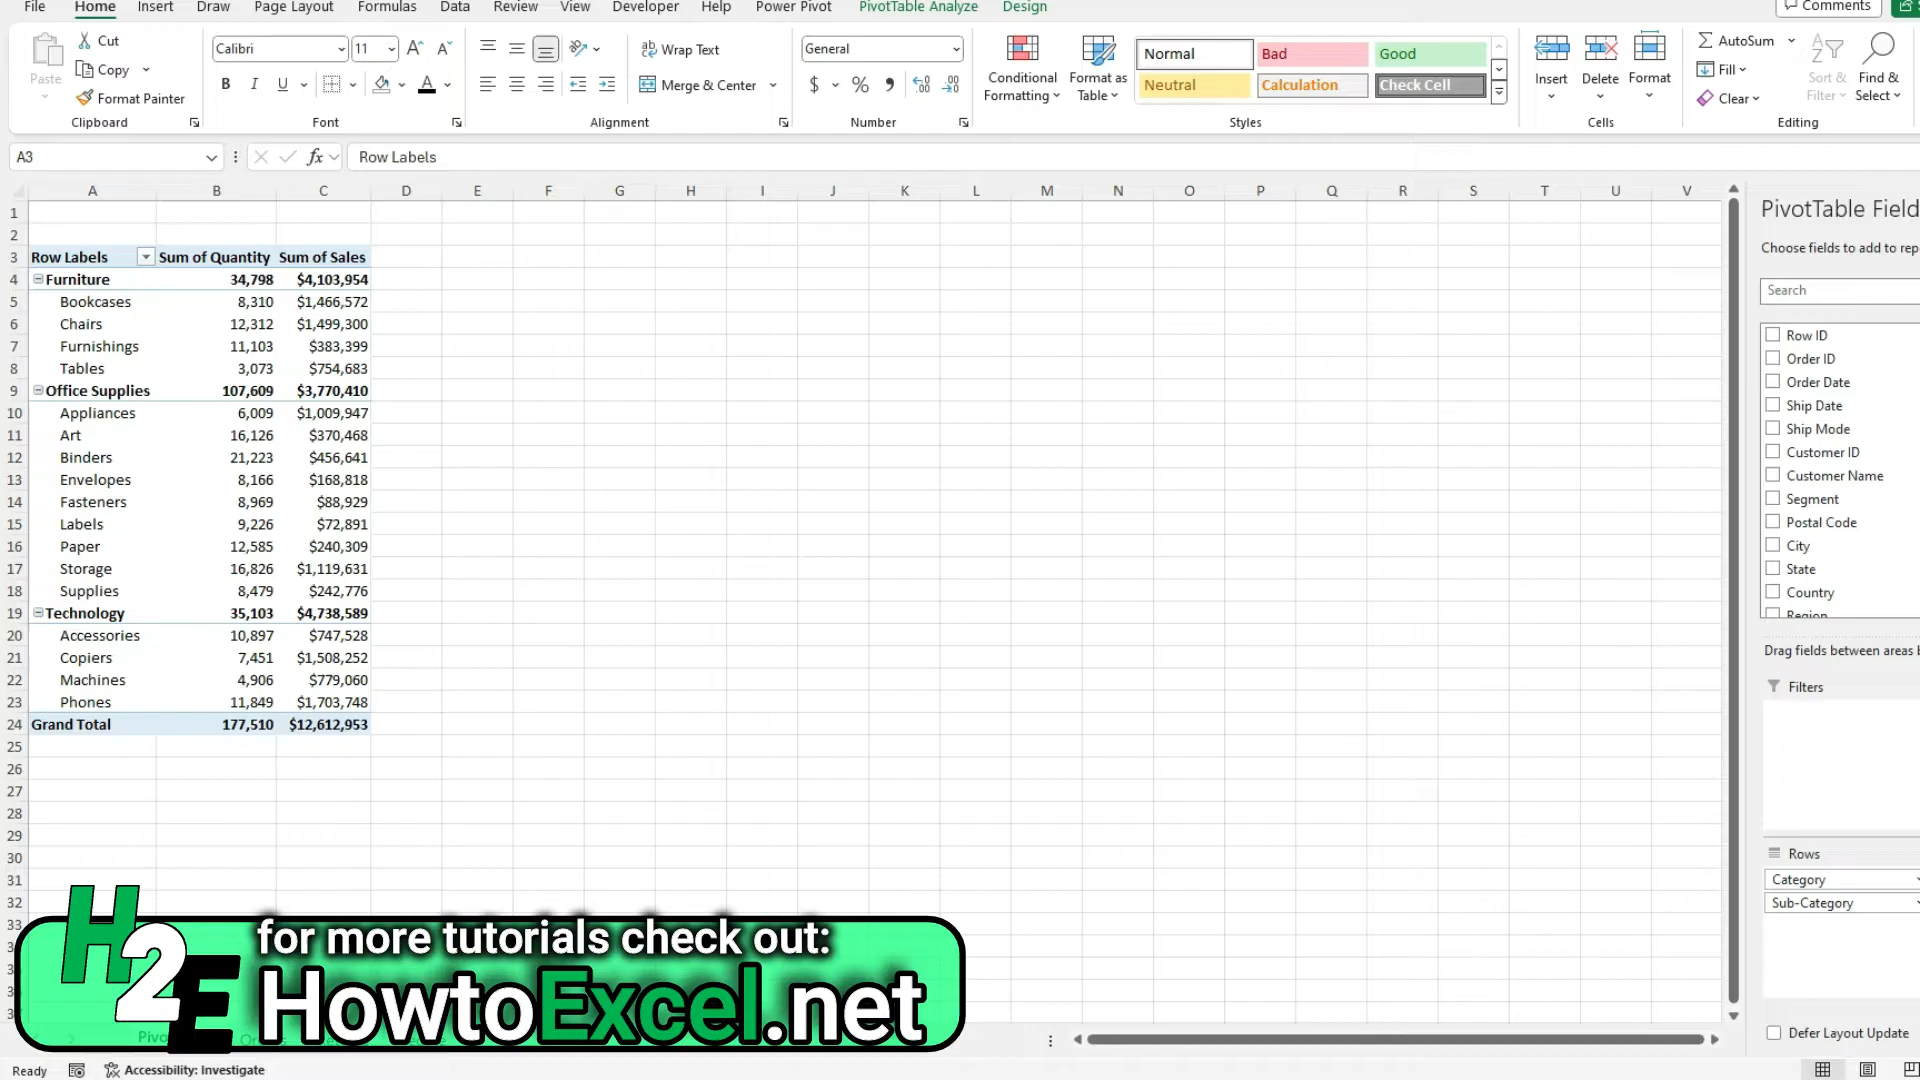 File Home Insert Draw Page Layout Formulas Data Review View Developer Help Power Pivot PivotTable Analyze Design Comments
Paste Cut Copy Format Painter Clipboard
Calibri 11 B I U A Font
Wrap Text Merge & Center Alignment
General $ % Number
Conditional Formatting Format as Table
Normal Bad Good
Neutral Calculation Check Cell
Styles
Insert Delete Format Cells
AutoSum Fill Clear Sort & Filter Find & Select Editing
A3 fx Row Labels
A B C D E F G H I J K L M N O P Q R S T U V
1
2
3 Row Labels Sum of Quantity Sum of Sales
4 Furniture 34,798 $4,103,954
5 Bookcases 8,310 $1,466,572
6 Chairs 12,312 $1,499,300
7 Furnishings 11,103 $383,399
8 Tables 3,073 $754,683
9 Office Supplies 107,609 $3,770,410
10 Appliances 6,009 $1,009,947
11 Art 16,126 $370,468
12 Binders 21,223 $456,641
13 Envelopes 8,166 $168,818
14 Fasteners 8,969 $88,929
15 Labels 9,226 $72,891
16 Paper 12,585 $240,309
17 Storage 16,826 $1,119,631
18 Supplies 8,479 $242,776
19 Technology 35,103 $4,738,589
20 Accessories 10,897 $747,528
21 Copiers 7,451 $1,508,252
22 Machines 4,906 $779,060
23 Phones 11,849 $1,703,748
24 Grand Total 177,510 $12,612,953
25
26
27
28
29
30
31
32
33
PivotTable Field
Choose fields to add to rep
Search
Row ID
Order ID
Order Date
Ship Date
Ship Mode
Customer ID
Customer Name
Segment
Postal Code
City
State
Country
Region
Drag fields between areas b
Filters
Rows
Category
Sub-Category
Defer Layout Update
H2E
for more tutorials check out:
HowtoExcel.net
Ready Accessibility: Investigate